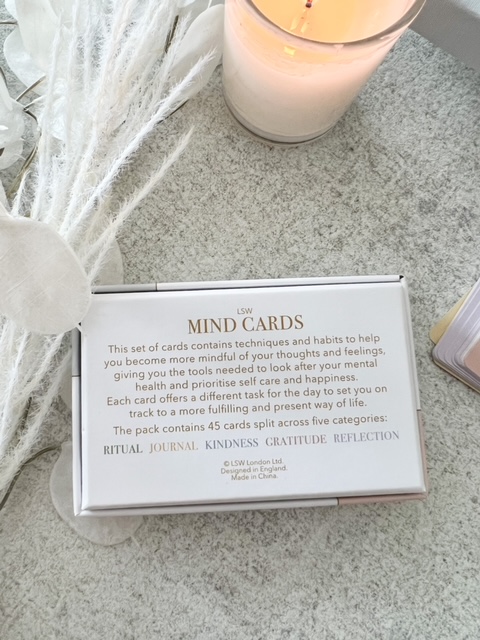 LSW
MIND CARDS
This set of cards contains techniques and habits to help
you become more mindful of your thoughts and feelings,
giving you the tools needed to look after your mental
health and prioritise self care and happiness.
Each card offers a different task for the day to set you on
track to a more fulfilling and present way of life.
The pack contains 45 cards split across five categories:
RITUAL JOURNAL KINDNESS GRATITUDE REFLECTION
© LSW London Ltd.
Designed in England.
Made in China.